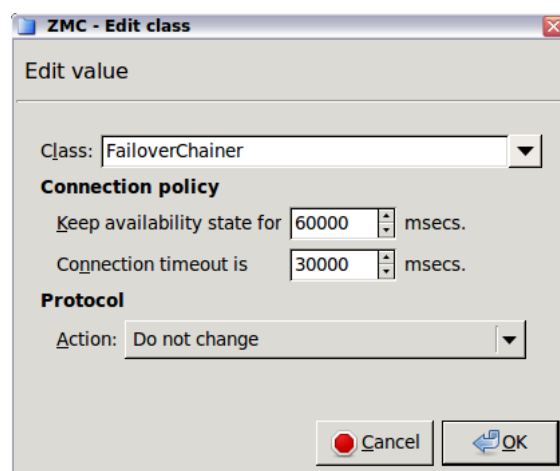 ZMC - Edit class
Edit value
Class: FailoverChainer
Connection policy
Keep availability state for 60000 msecs.
Connection timeout is 30000 msecs.
Protocol
Action: Do not change
Cancel OK